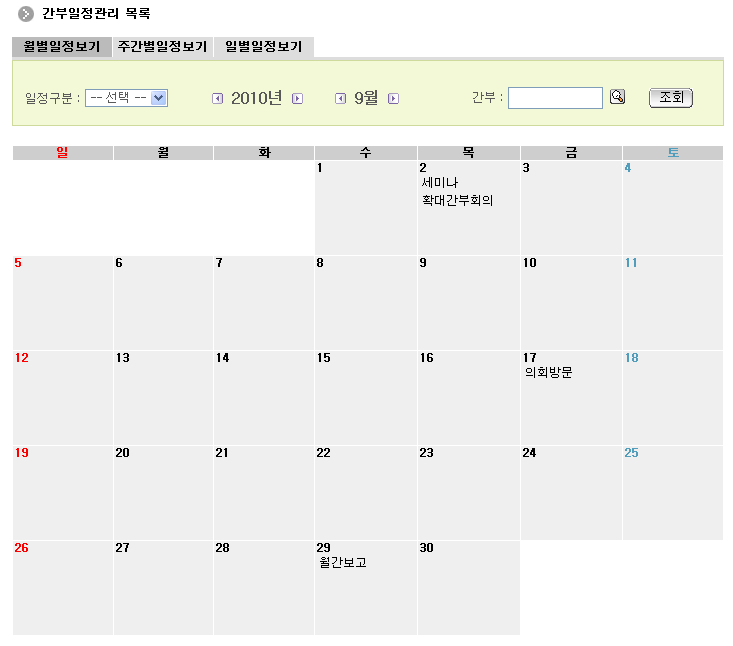 간부일정관리 목록
월별일정보기 주간별일정보기 일별일정보기
일정구분 : -- 선택 -- 2010년 9월 간부 : 조회
일 월 화 수 목 금 토
1 2 3 4
세미나
확대간부회의
5 6 7 8 9 10 11
12 13 14 15 16 17 18
의회방문
19 20 21 22 23 24 25
26 27 28 29 30
월간보고